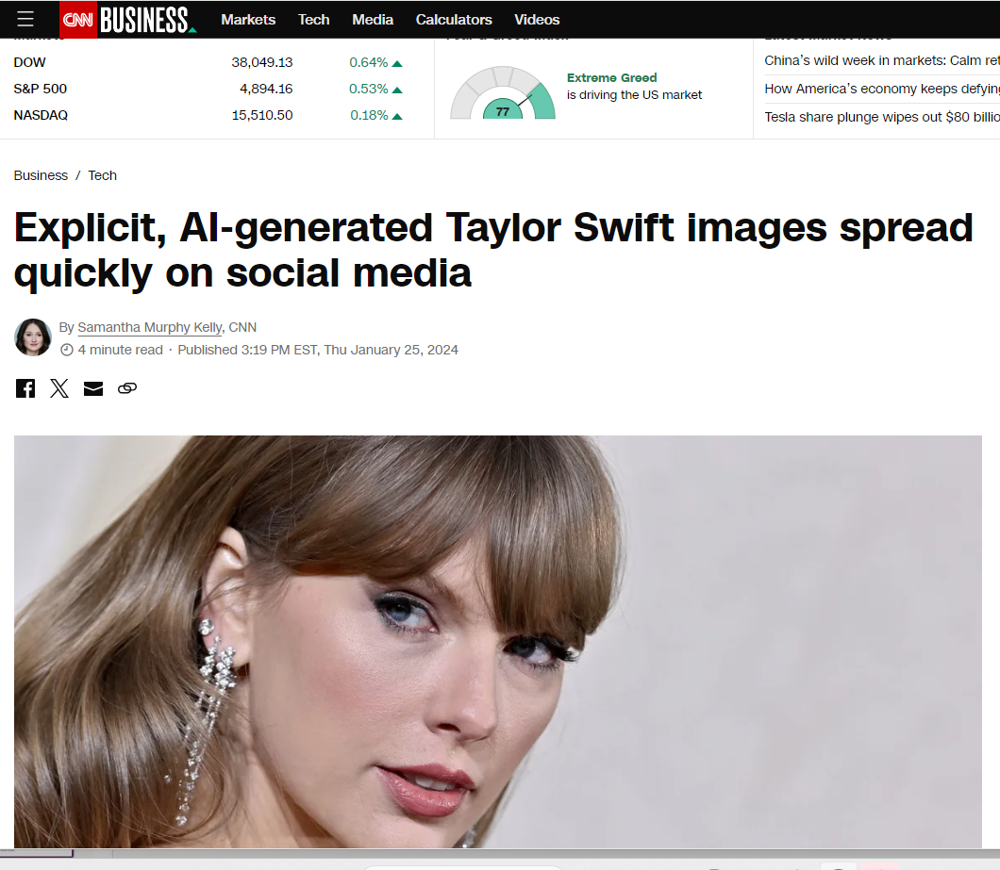 CNN BUSINESS Markets Tech Media Calculators Videos
DOW 38,049.13 0.64%
S&P 500 4,894.16 0.53%
NASDAQ 15,510.50 0.18%
77
Extreme Greed
is driving the US market
China's wild week in markets: Calm ret
How America's economy keeps defying
Tesla share plunge wipes out $80 billio
Business / Tech
Explicit, AI-generated Taylor Swift images spread
quickly on social media
By Samantha Murphy Kelly, CNN
4 minute read · Published 3:19 PM EST, Thu January 25, 2024